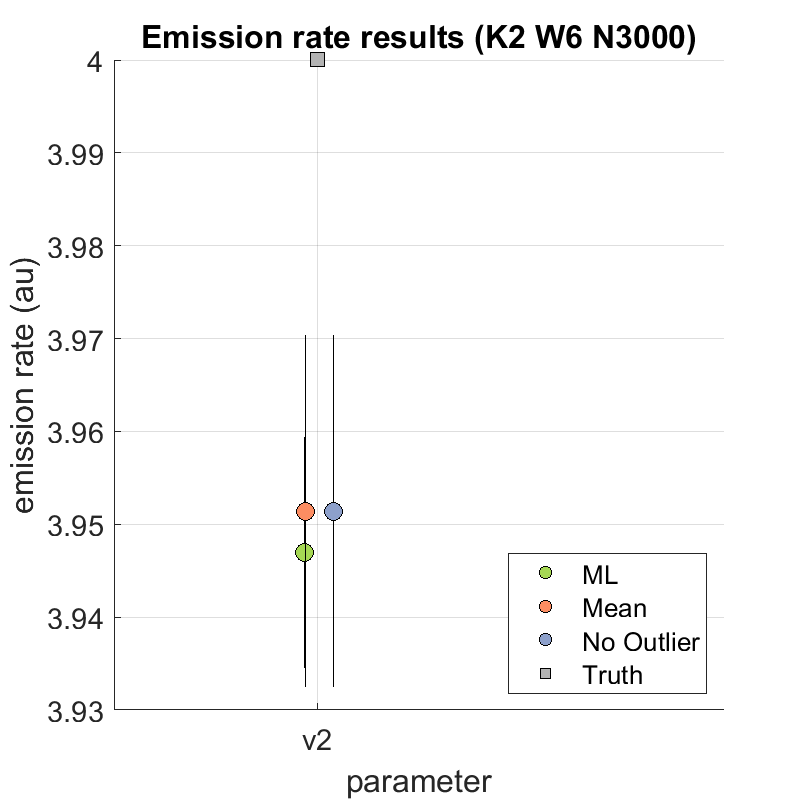 Emission rate results (K2 W6 N3000)
4
3.99
3.98
3.97
3.96
3.95
3.94
3.93
emission rate (au)
ML
Mean
No Outlier
Truth
v2
parameter